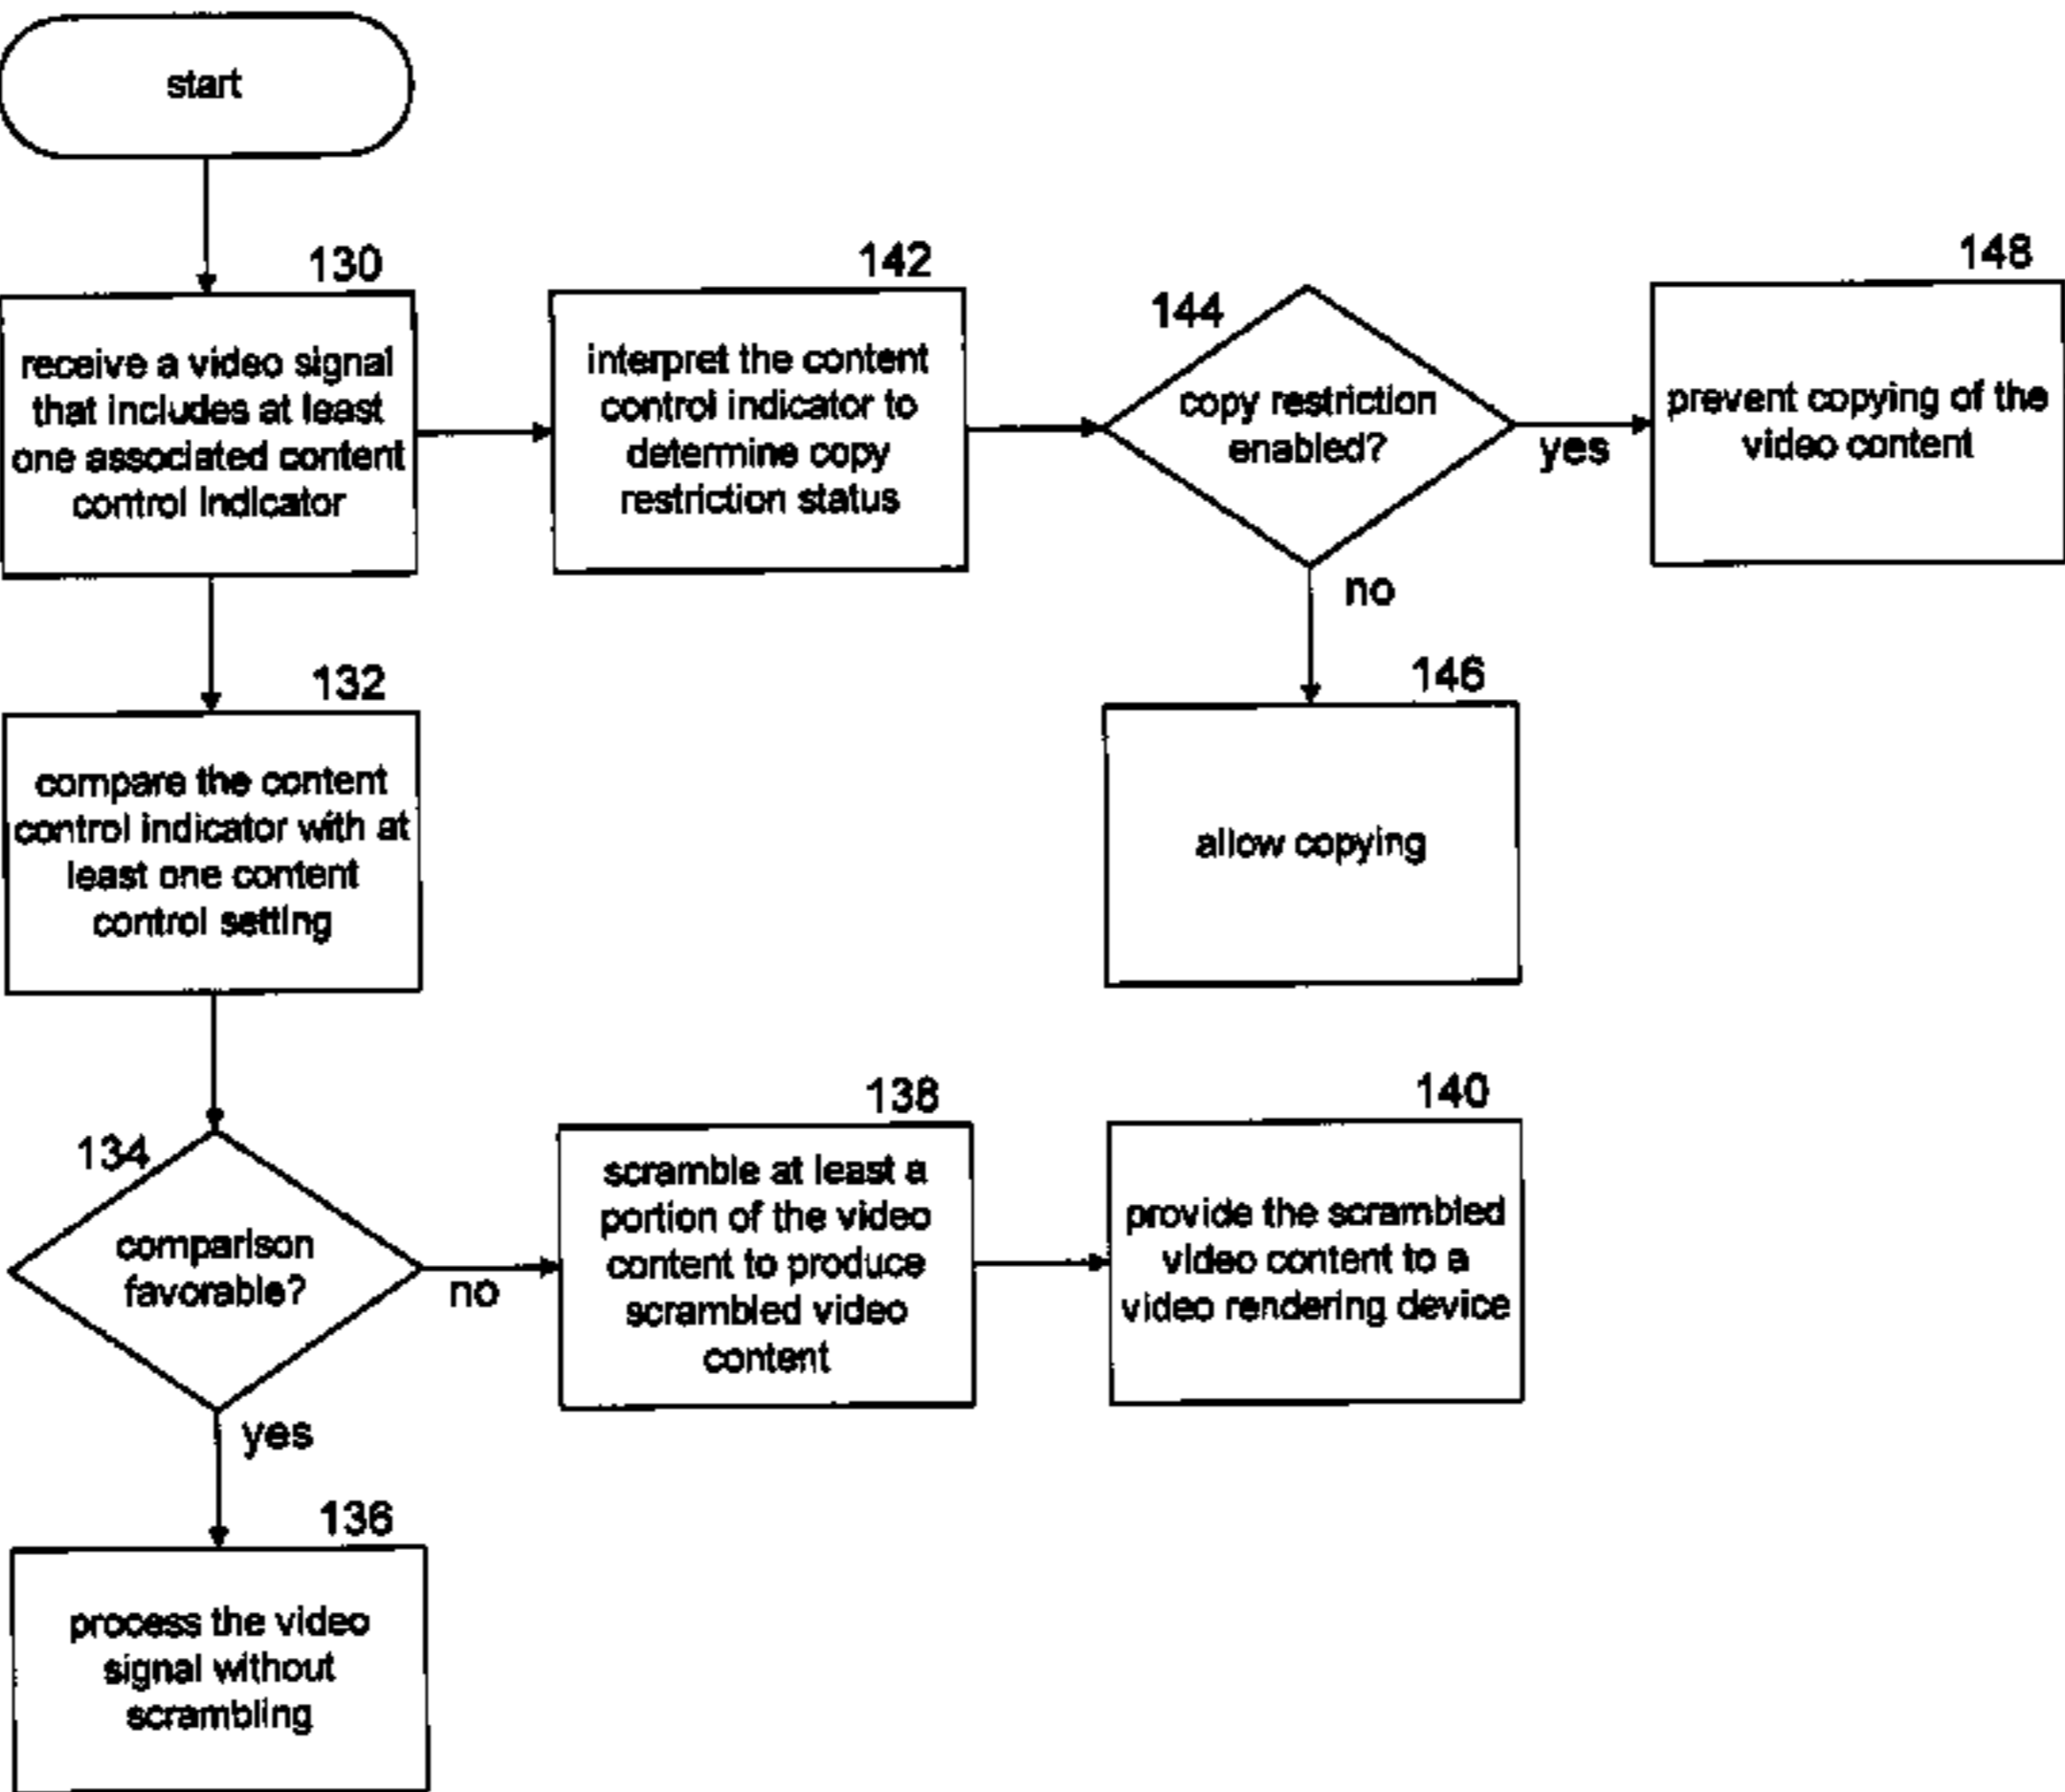 start
130
receive a video signal
that includes at least
one associated content
control indicator
142
interpret the content
control indicator to
determine copy
restriction status
144
copy restriction
enabled?
yes
no
148
prevent copying of the
video content
146
allow copying
132
compare the content
control indicator with at
least one content
control setting
134
comparison
favorable?
no
yes
138
scramble at least a
portion of the video
content to produce
scrambled video
content
140
provide the scrambled
video content to a
video rendering device
136
process the video
signal without
scrambling